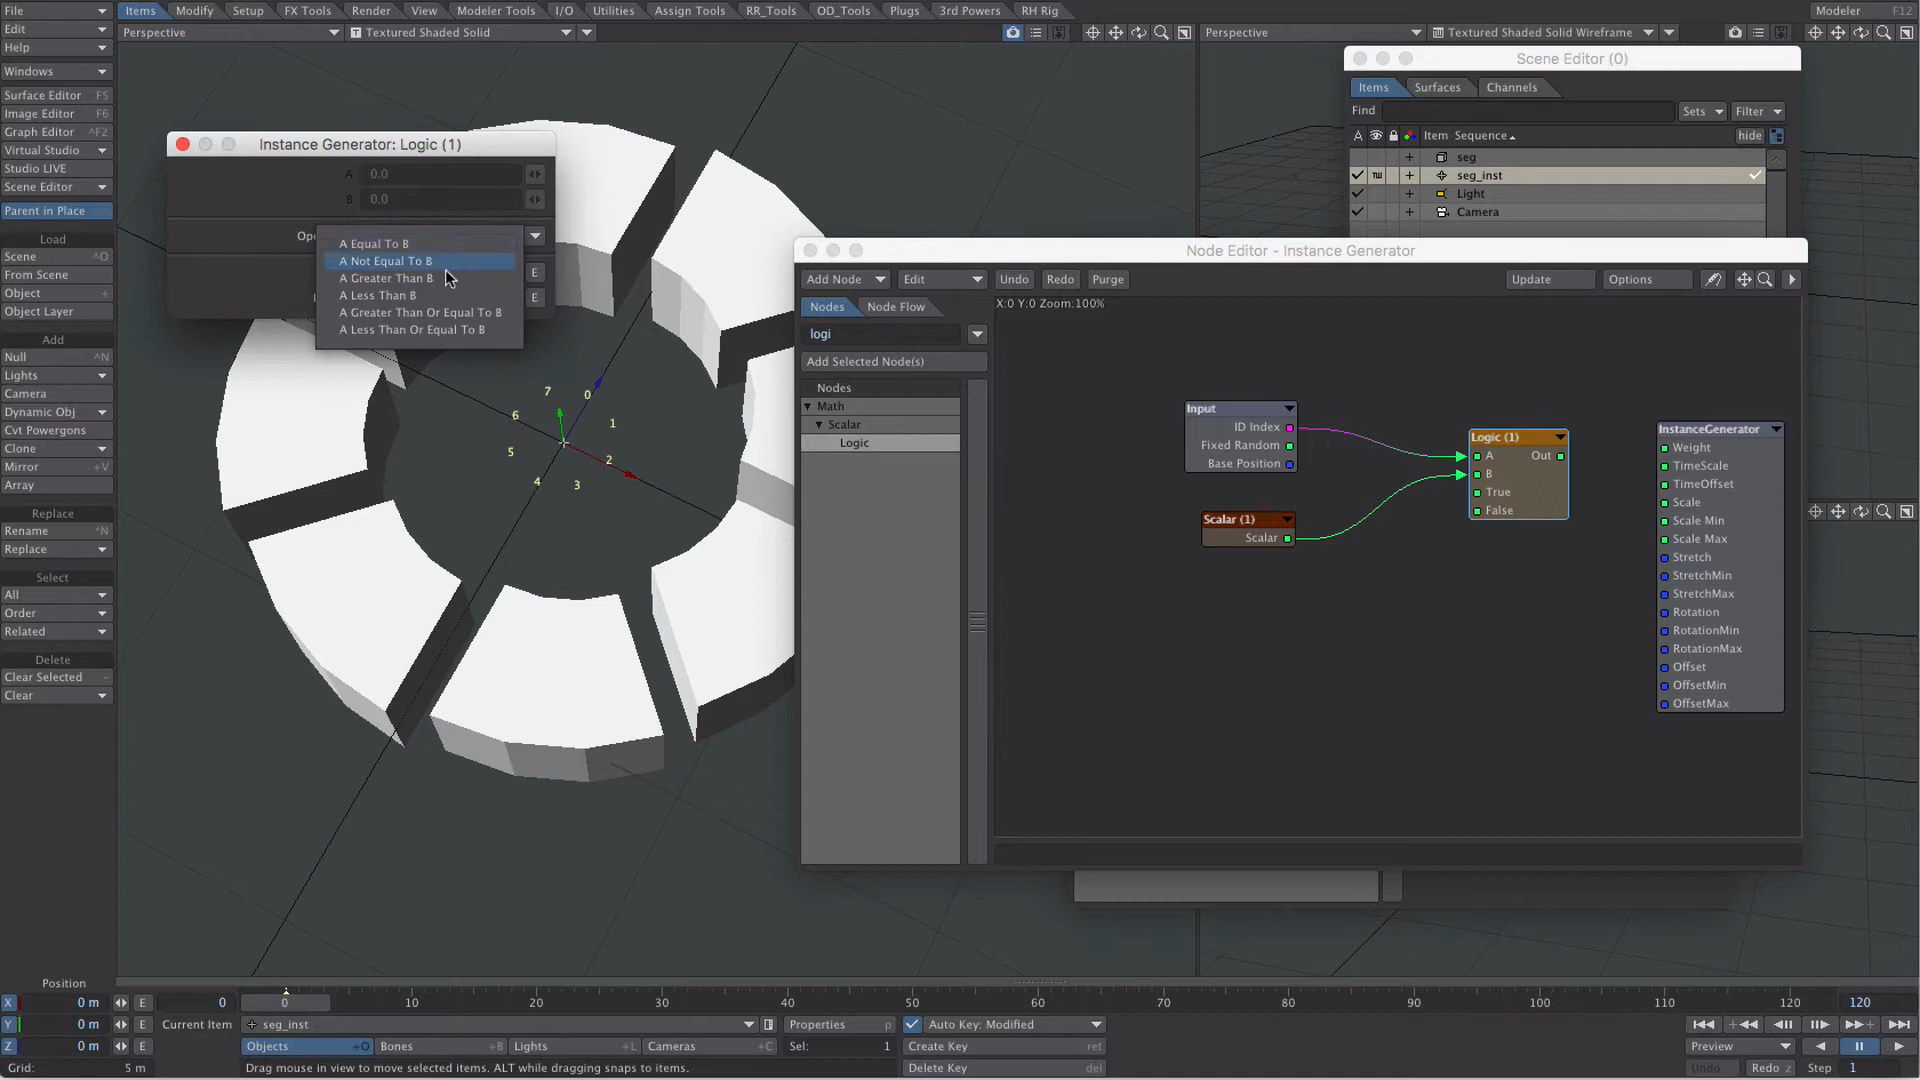 File
Items
Modify
Setup
FX Tools
Render
View
Modeler Tools
I/O
Utilities
Assign Tools
RR_Tools
OD_Tools
Plugs
3rd Powers
RH Rig
Modeler F12
Edit
Perspective
Textured Shaded Solid
Perspective
Textured Shaded Solid Wireframe
Help
Windows
Surface Editor F5
Image Editor F6
Graph Editor ^F2
Virtual Studio
Studio LIVE
Scene Editor
Parent in Place
Load
Scene ^O
From Scene
Object +
Object Layer
Add
Null ^N
Lights
Camera
Dynamic Obj
Cvt Powergons
Clone
Mirror +V
Array
Replace
Rename ^N
Replace
Select
All
Order
Related
Delete
Clear Selected -
Clear
Instance Generator: Logic (1)
A 0.0
B 0.0
Ope
A Equal To B
A Not Equal To B
A Greater Than B
A Less Than B
A Greater Than Or Equal To B
A Less Than Or Equal To B
E
E
7
0
6
1
5
2
4
3
Scene Editor (0)
Items
Surfaces
Channels
Find
Sets
Filter
A
Item Sequence
hide
seg
seg_inst
Light
Camera
Node Editor - Instance Generator
Add Node
Edit
Undo
Redo
Purge
Update
Options
Nodes
Node Flow
X:0 Y:0 Zoom:100%
logi
Add Selected Node(s)
Nodes
Math
Scalar
Logic
Input
ID Index
Fixed Random
Base Position
Scalar (1)
Scalar
Logic (1)
A Out
B
True
False
InstanceGenerator
Weight
TimeScale
TimeOffset
Scale
Scale Min
Scale Max
Stretch
StretchMin
StretchMax
Rotation
RotationMin
RotationMax
Offset
OffsetMin
OffsetMax
Position
X 0 m E 0
0 10 20 30 40 50 60 70 80 90 100 110 120
120
Y 0 m E
Current Item
seg_inst
Properties p
Auto Key: Modified
Z 0 m E
Objects +O
Bones +B
Lights +L
Cameras +C
Sel: 1
Create Key ret
Preview
Grid: 5 m
Drag mouse in view to move selected items. ALT while dragging snaps to items.
Delete Key del
Undo
Redo z
Step 1